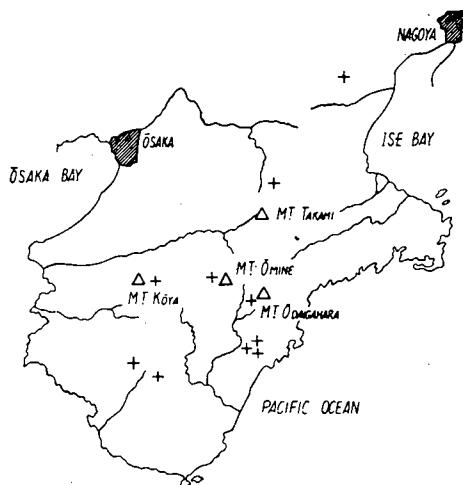 NAGOYA
ŌSAKA
ISE BAY
ŌSAKA BAY
MT. TAKAMI
MT. ŌMINE
MT. KŌYA
MT. ODAIGAHARA
PACIFIC OCEAN